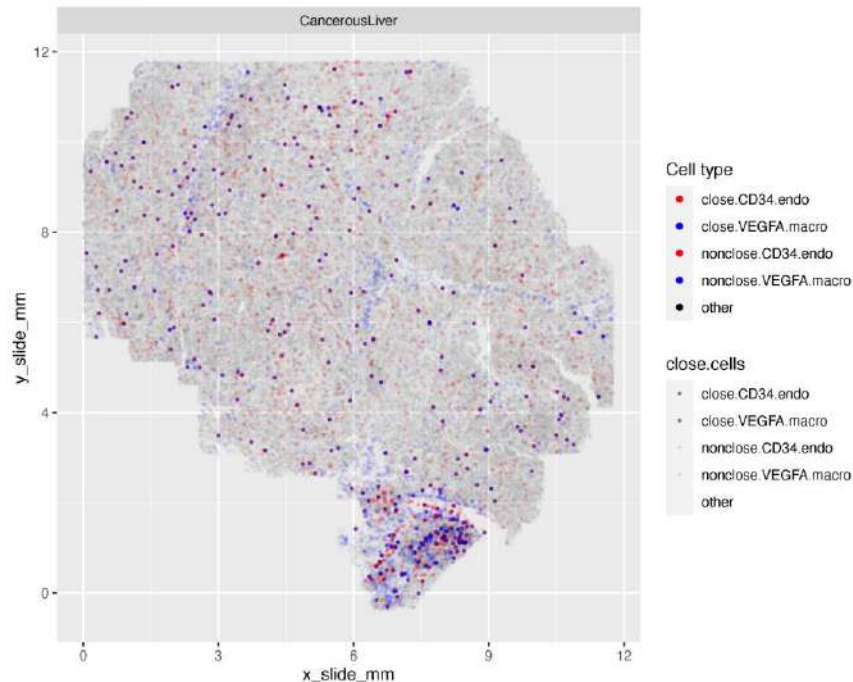 CancerousLiver
12
8
4
0
0
3
6
9
12
y_slide_mm
x_slide_mm
Cell type
close.CD34.endo
close.VEGFA.macro
nonclose.CD34.endo
nonclose.VEGFA.macro
other
close.cells
close.CD34.endo
close.VEGFA.macro
nonclose.CD34.endo
nonclose.VEGFA.macro
other